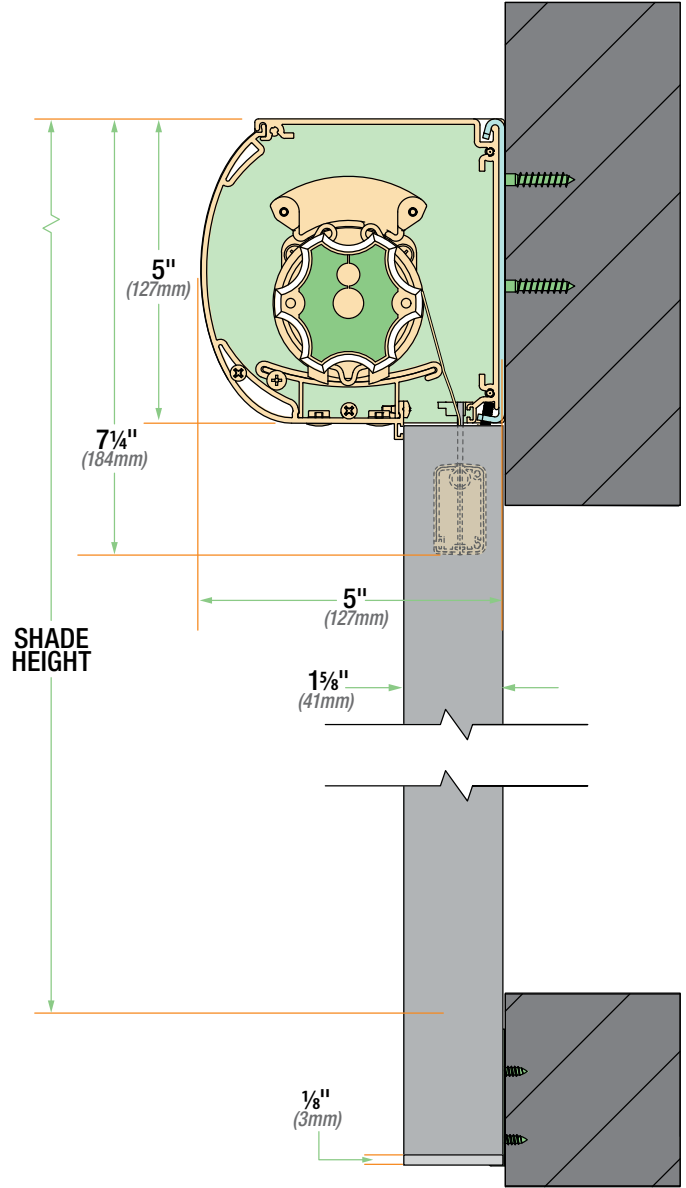 5"
(127mm)
7¼"
(184mm)
5"
(127mm)
SHADE
HEIGHT
1⅝"
(41mm)
⅛"
(3mm)